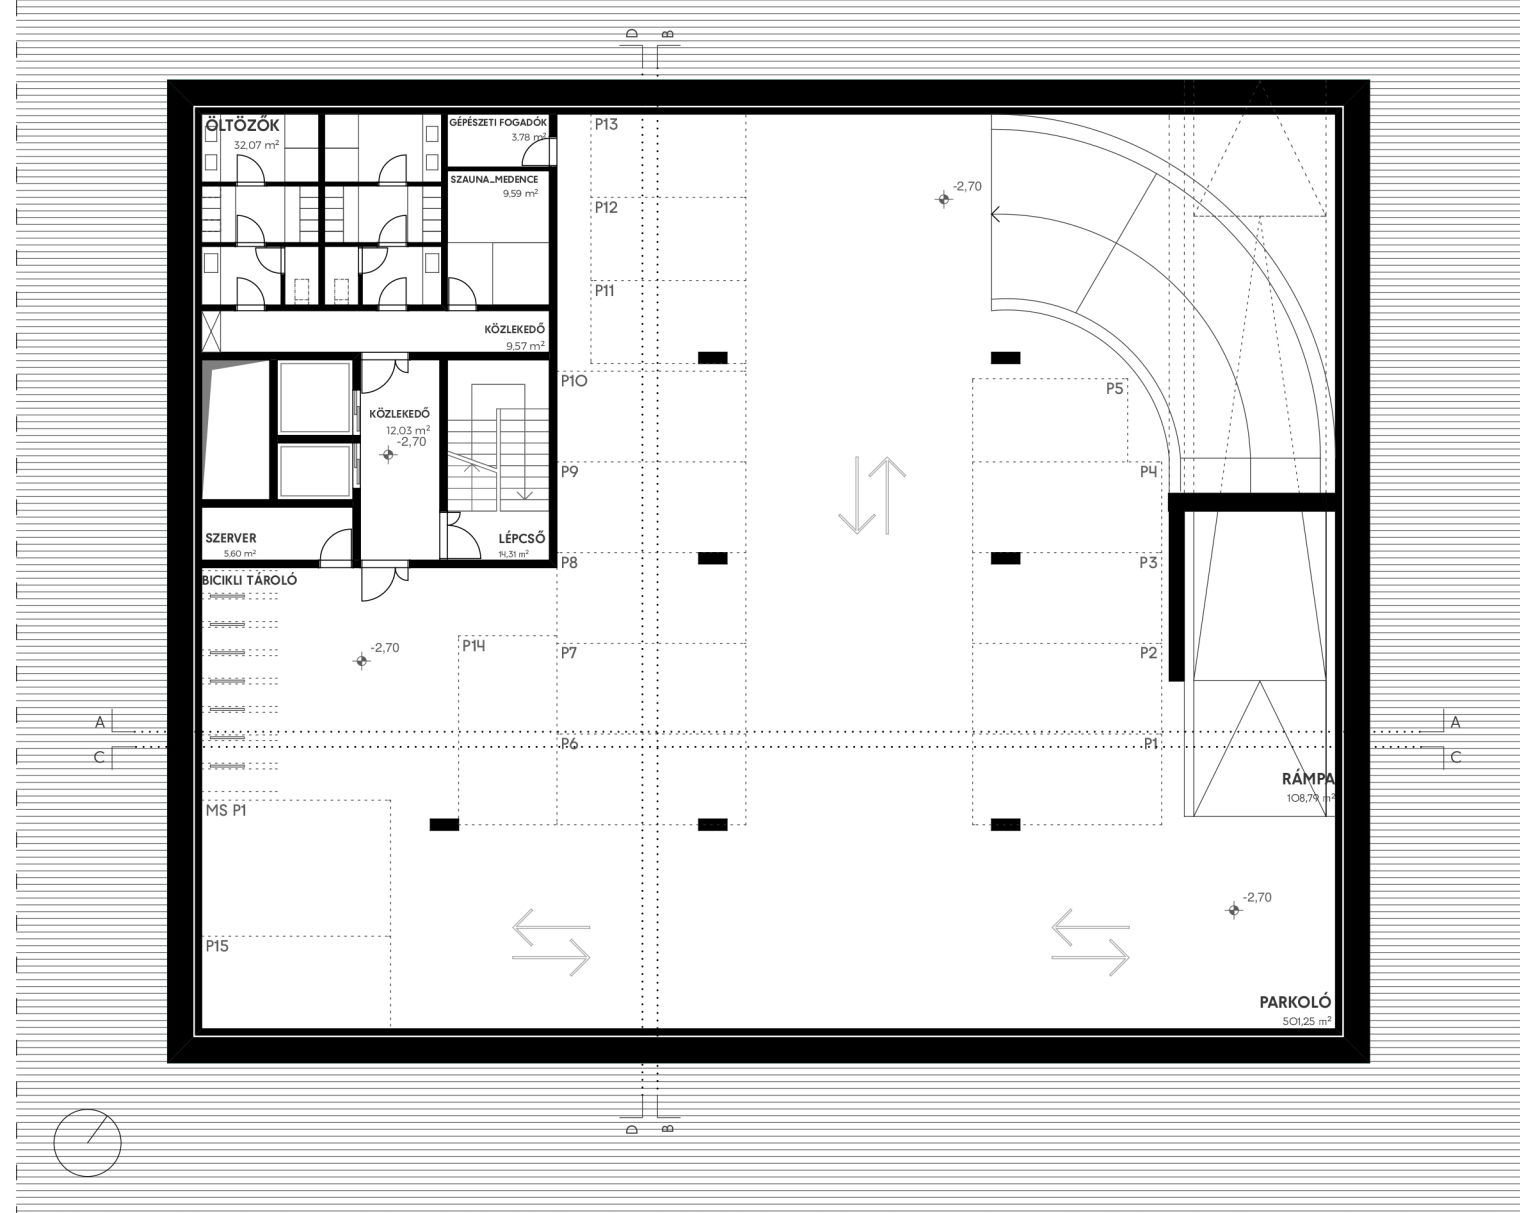 D B
ÖLTÖZŐK
32,07 m²
GÉPÉSZETI FOGADÓK
3,78 m²
SZAUNA_MEDENCE
9,59 m²
P13
P12
P11
-2,70
KÖZLEKEDŐ
9,57 m²
P10
P5
KÖZLEKEDŐ
12,03 m²
-2,70
P9
P4
SZERVER
5,60 m²
LÉPCSŐ
14,31 m²
P8
P3
BICIKLI TÁROLÓ
-2,70
P14
P7
P2
A
A
P6
P1
C
C
RÁMPA
108,79 m²
MS P1
-2,70
P15
PARKOLÓ
501,25 m²
D B